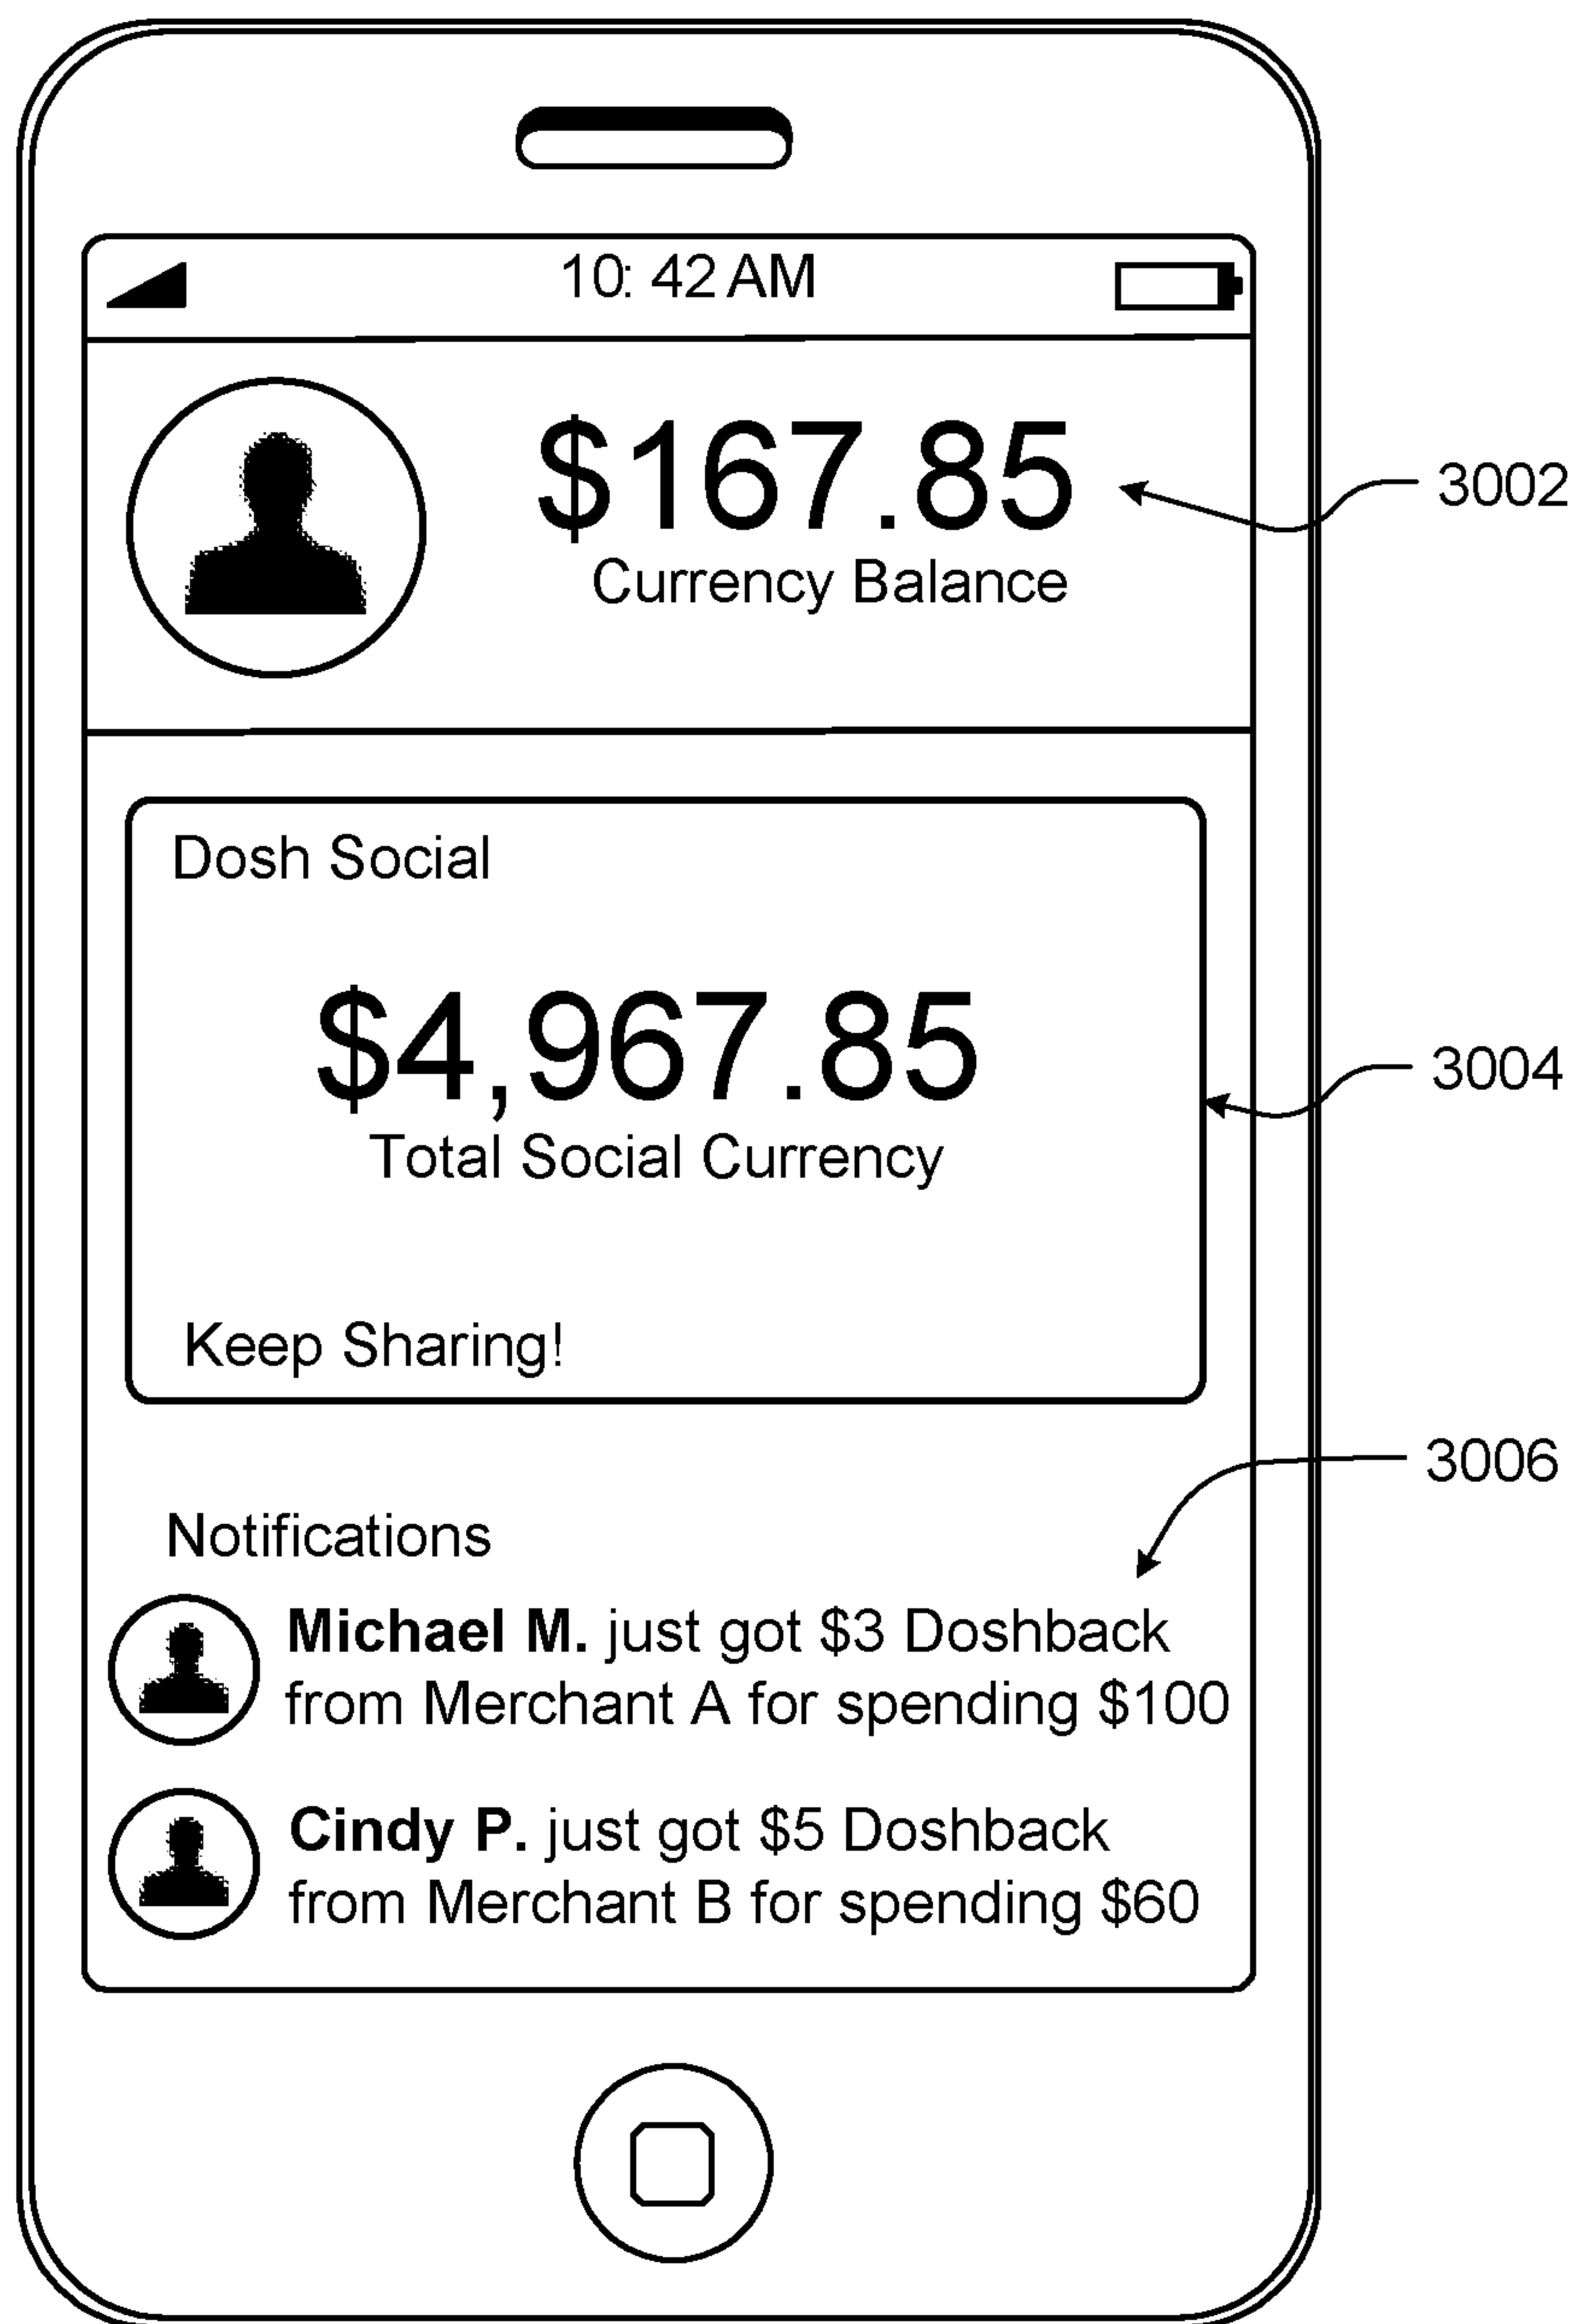 10: 42 AM
$167.85
3002
Currency Balance
Dosh Social
$4,967.85
3004
Total Social Currency
Keep Sharing!
3006
Notifications
Michael M. just got $3 Doshback
from Merchant A for spending $100
Cindy P. just got $5 Doshback
from Merchant B for spending $60